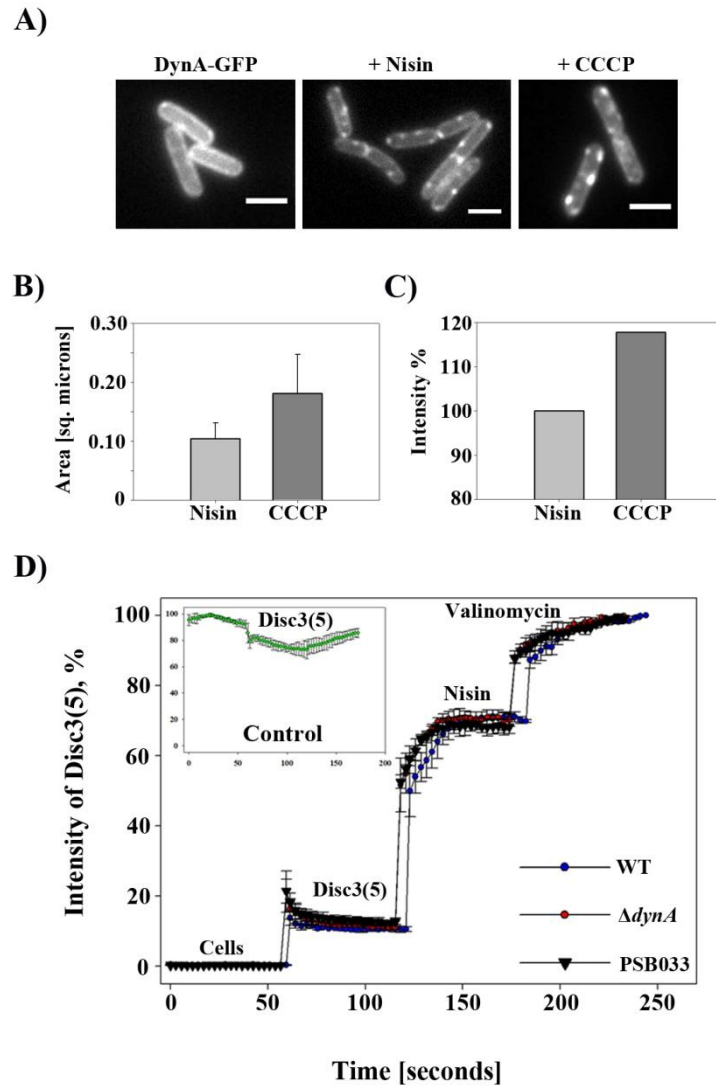 A)
DynA-GFP
+ Nisin
+ CCCP
B)
C)
Area [sq. microns]
0.30
0.20
0.10
0
Nisin
CCCP
Intensity %
120
110
100
90
80
Nisin
CCCP
D)
Intensity of Disc3(5), %
100
80
60
40
20
0
100
80
60
40
20
0
Disc3(5)
Control
0
50
100
150
200
Valinomycin
Nisin
Disc3(5)
Cells
WT
ΔdynA
PSB033
0
50
100
150
200
250
Time [seconds]